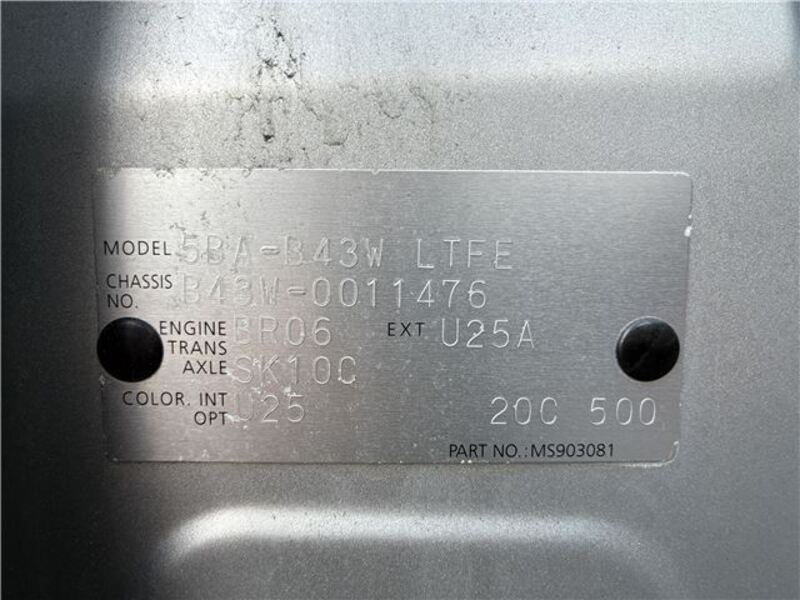 MODEL 5BA-B43W LTFE
CHASSIS NO. B43W-0011476
ENGINE BR06 EXT U25A
TRANS AXLE SK10C
COLOR. INT OPT U25 20C 500
PART NO.: MS903081